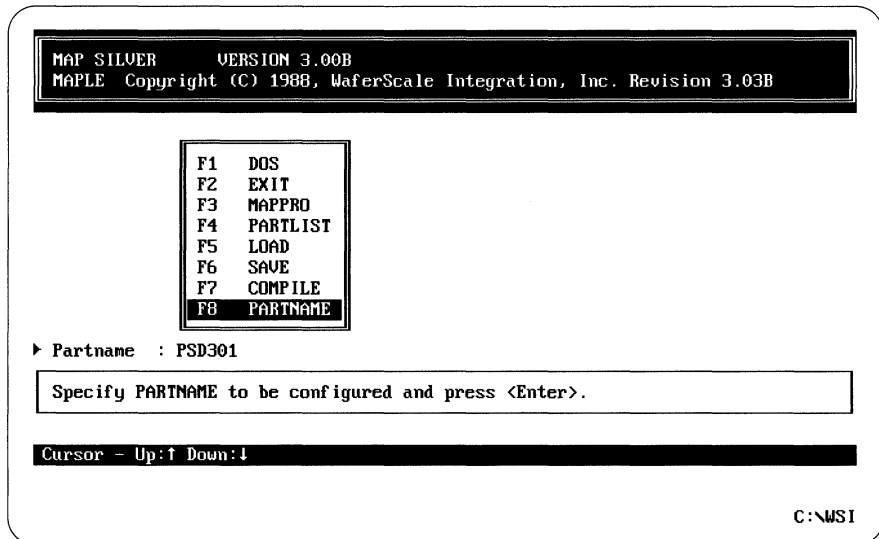 MAP SILVER VERSION 3.00B
MAPLE Copyright (C) 1988, WaferScale Integration, Inc. Revision 3.03B
F1 DOS
F2 EXIT
F3 MAPPRO
F4 PARTLIST
F5 LOAD
F6 SAVE
F7 COMPILE
F8 PARTNAME
▶ Partname : PSD301
Specify PARTNAME to be configured and press <Enter>.
Cursor - Up:↑ Down:↓
C:\WSI